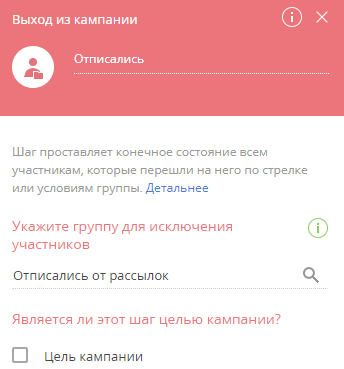 Выход из кампании
Отписались
Шаг проставляет конечное состояние всем
участникам, которые перешли на него по стрелке
или условиям группы. Детальнее
Укажите группу для исключения
участников
Отписались от рассылок
Является ли этот шаг целью кампании?
Цель кампании